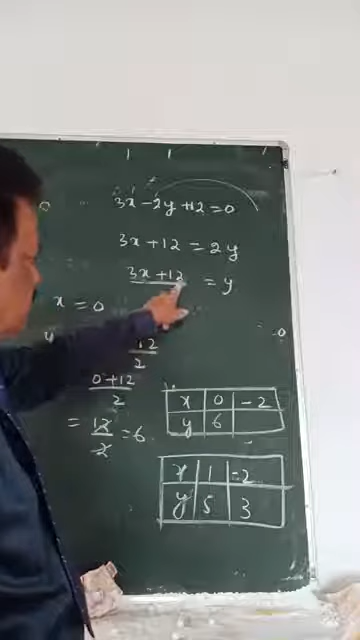 3x - 2y + 12 = 0
3x + 12 = 2y
3x + 12 = y
x = 0
y
12
2
0 + 12
2
= 12 = 6
2
x 0 -2
y 6
x 1 -2
y 5 3